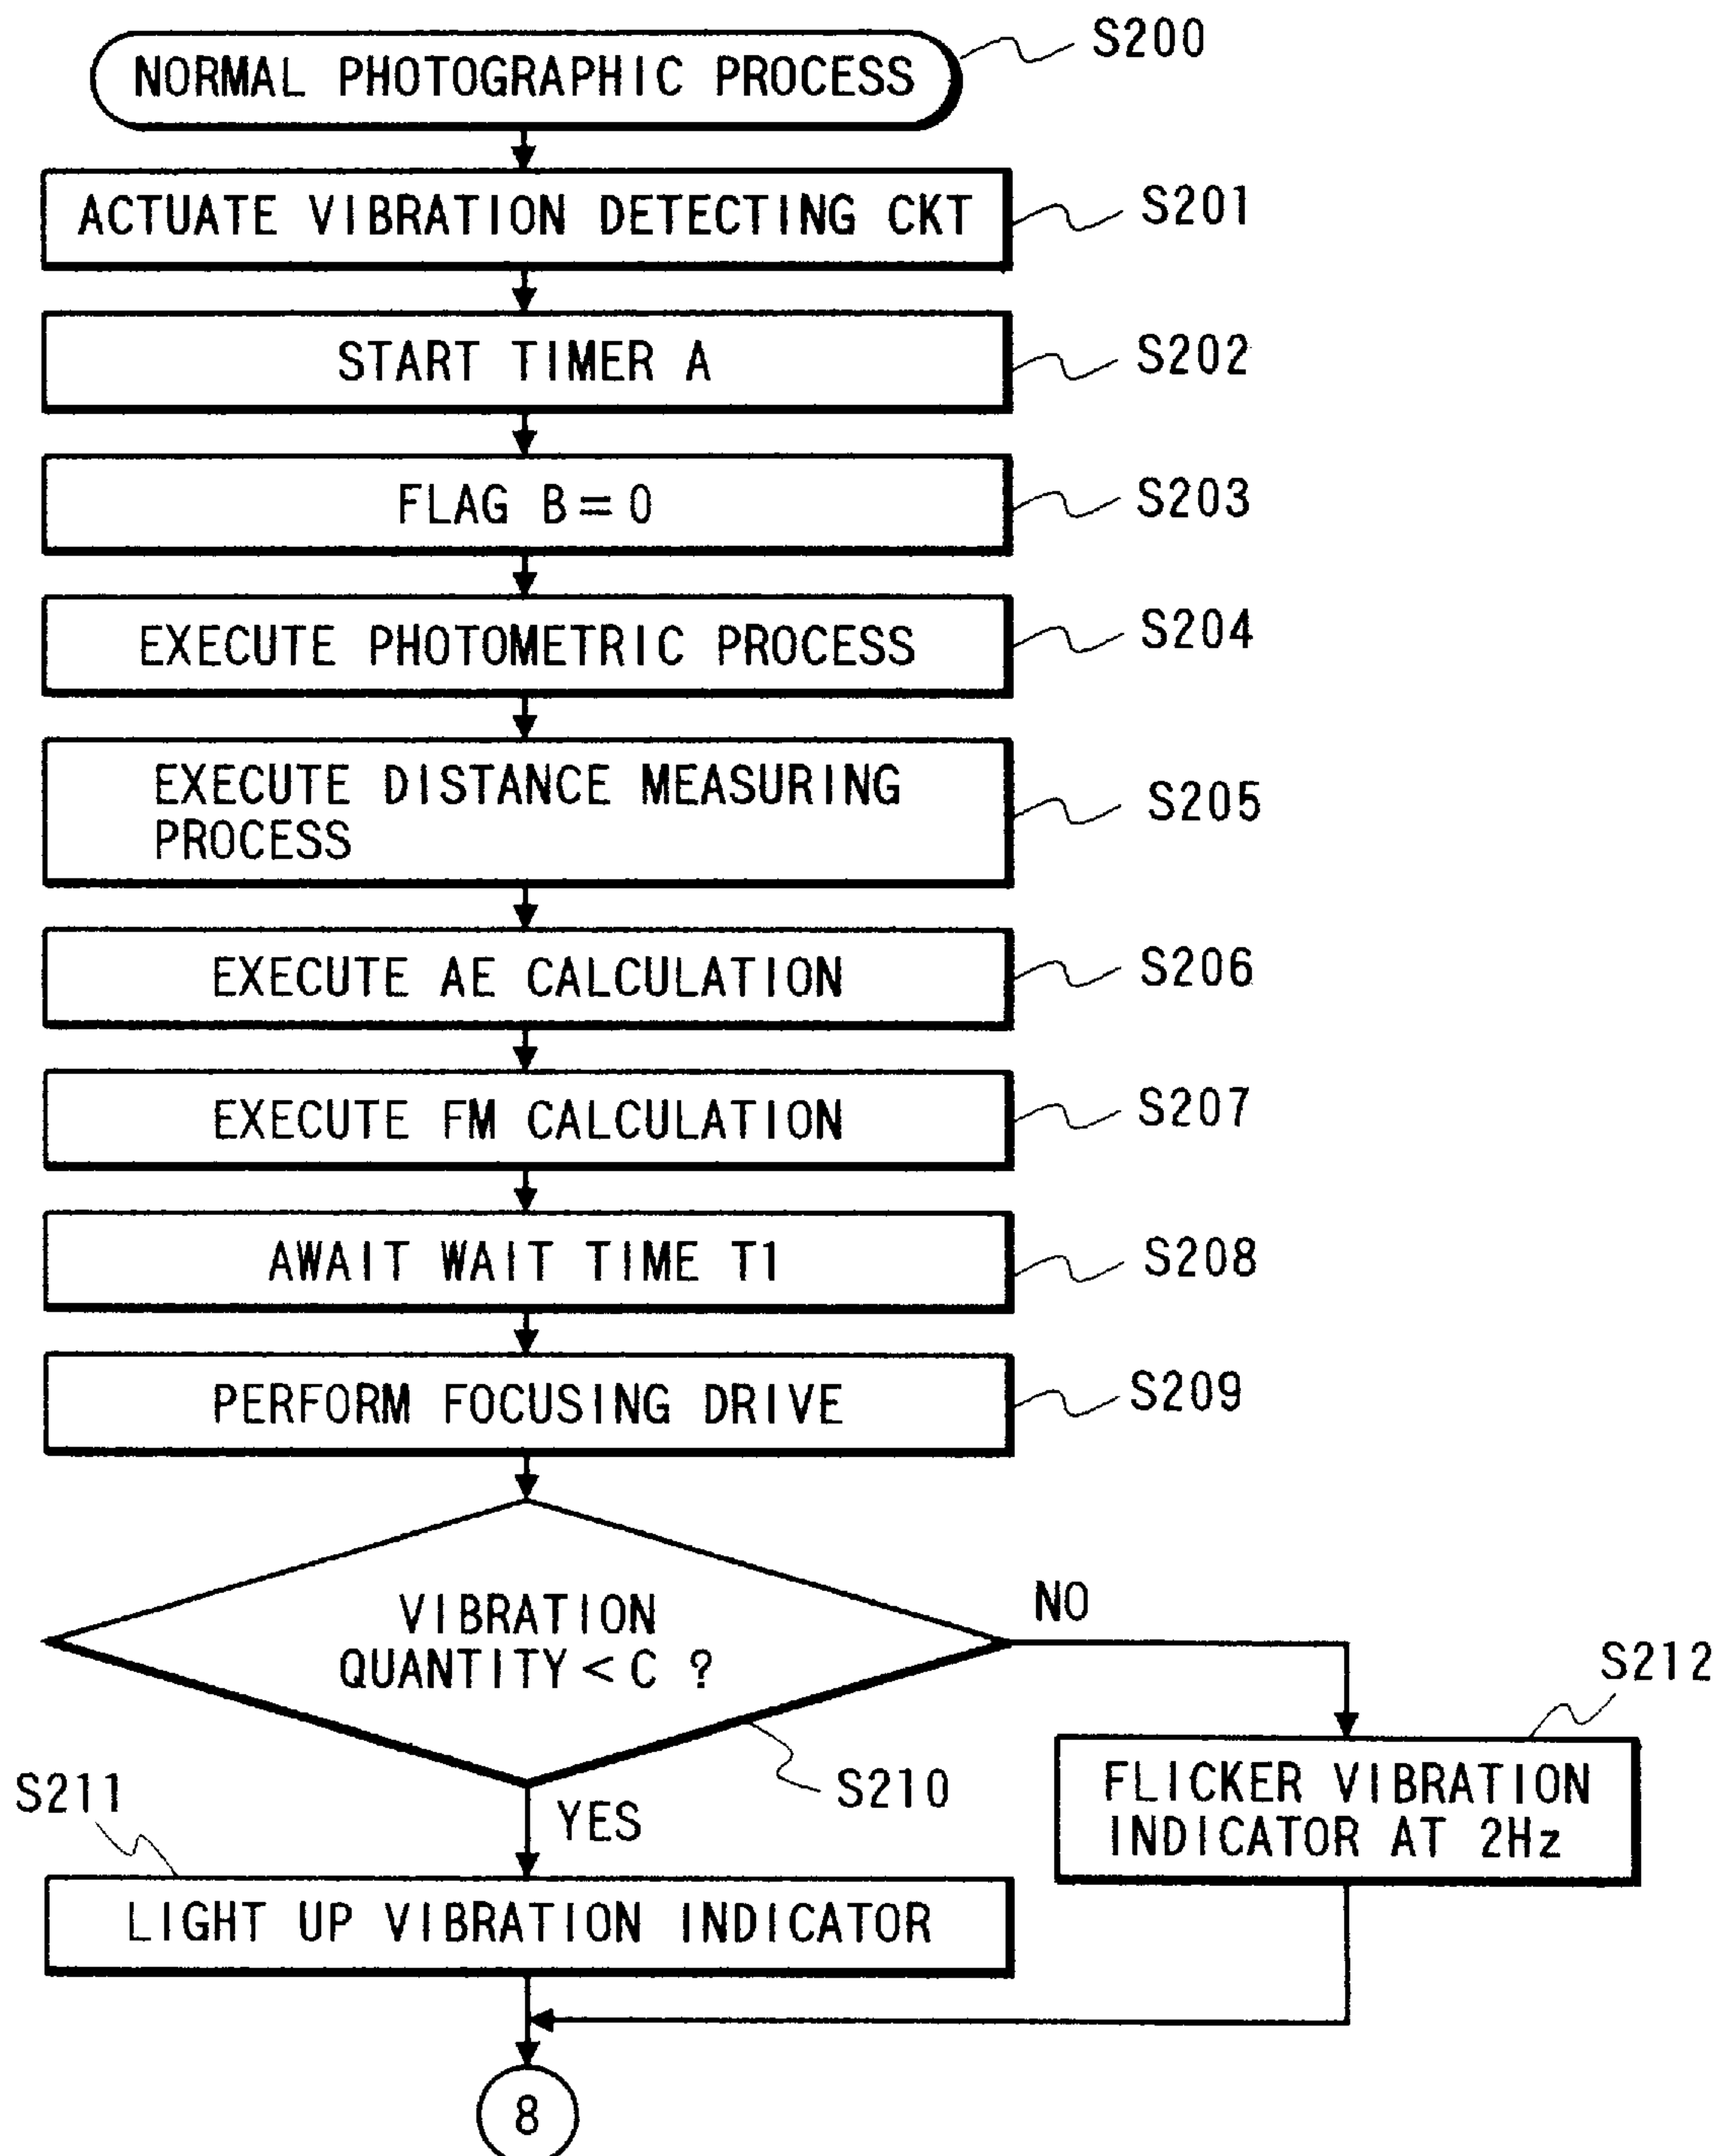 NORMAL PHOTOGRAPHIC PROCESS
S200
ACTUATE VIBRATION DETECTING CKT
S201
START TIMER A
S202
FLAG B=0
S203
EXECUTE PHOTOMETRIC PROCESS
S204
EXECUTE DISTANCE MEASURING
PROCESS
S205
EXECUTE AE CALCULATION
S206
EXECUTE FM CALCULATION
S207
AWAIT WAIT TIME T1
S208
PERFORM FOCUSING DRIVE
S209
VIBRATION
QUANTITY<C ?
NO
S210
YES
S212
FLICKER VIBRATION
INDICATOR AT 2Hz
S211
LIGHT UP VIBRATION INDICATOR
8